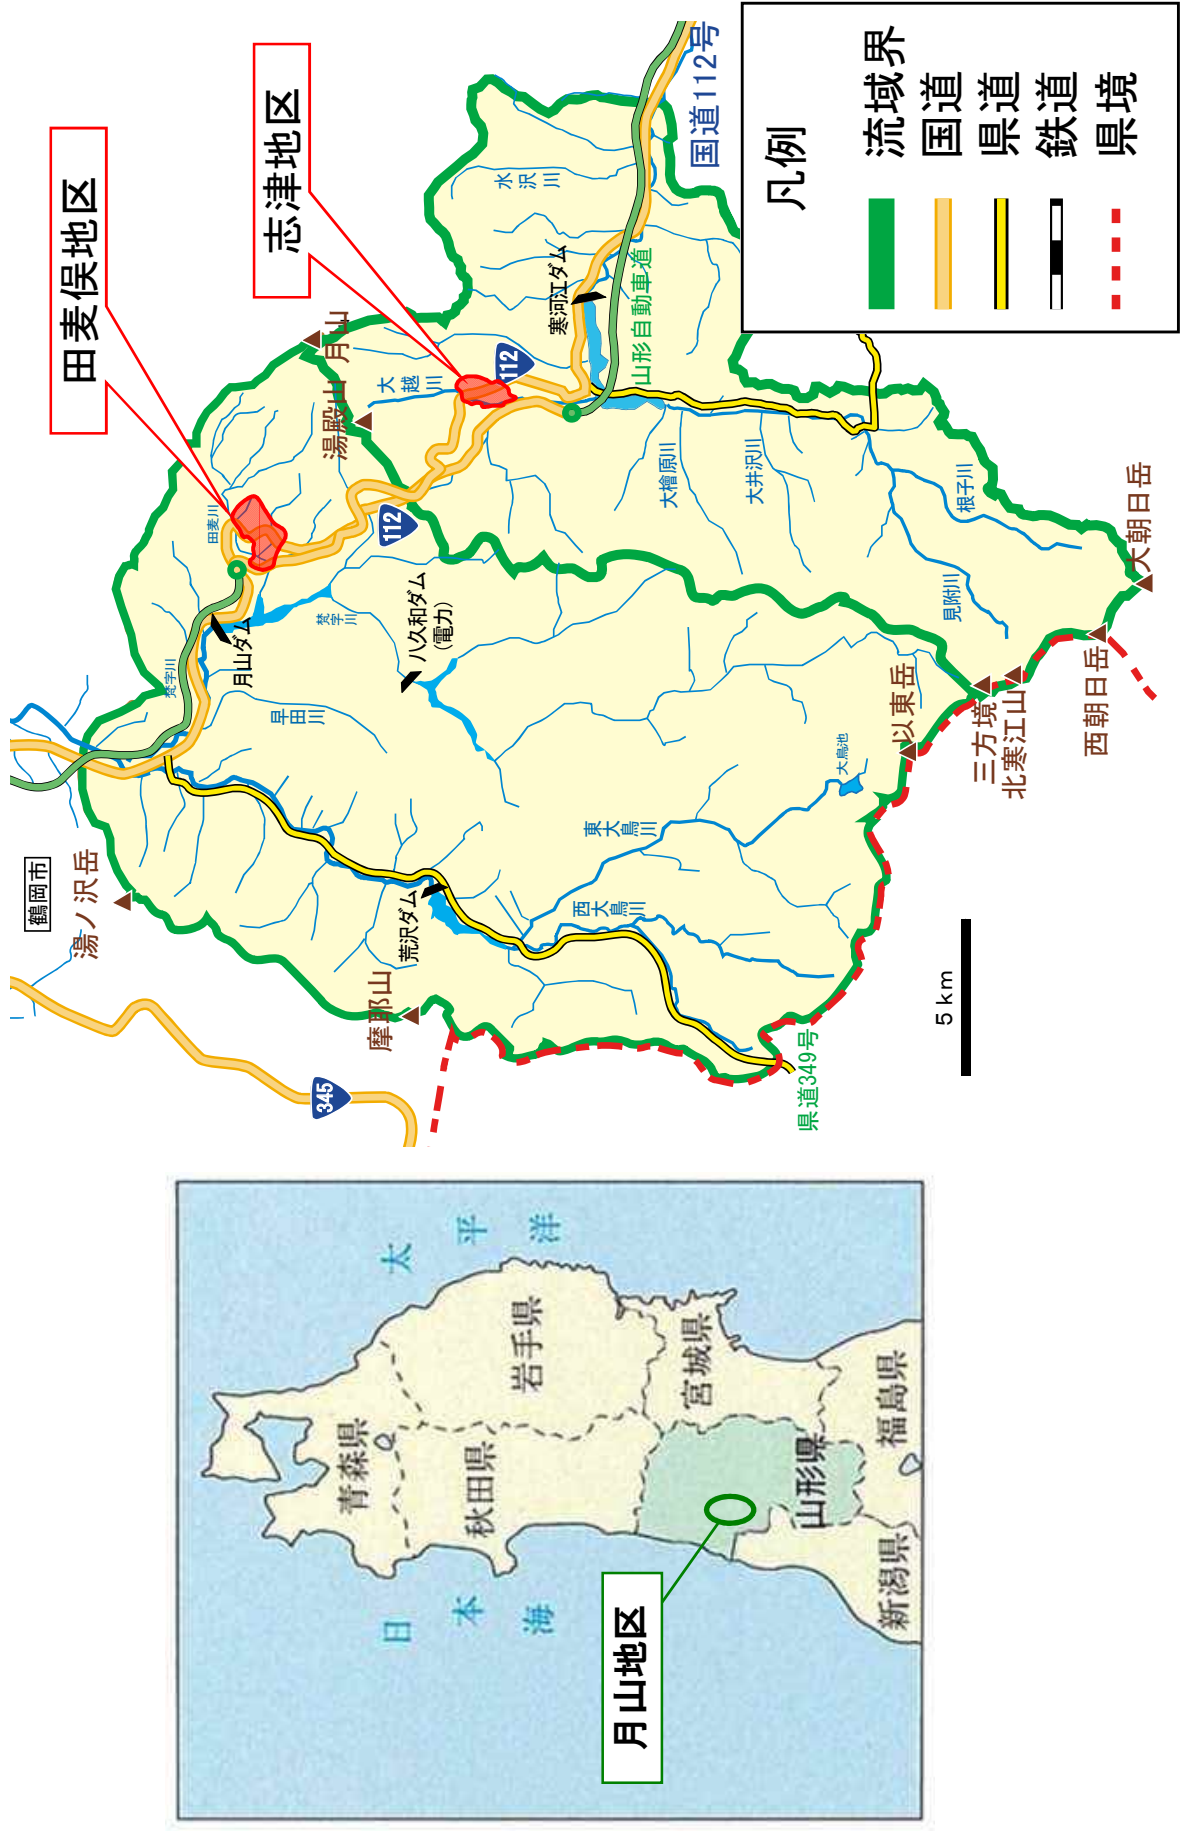 田麦俣地区
志津地区
国道112号
凡例
流域界
国道
県道
鉄道
県境
水沢川
寒河江ダム
山形自動車道
月山
湯殿山
大越川
112
112
田麦川
梵字川
月山ダム
梵字川
八久和ダム
(電力)
早田川
大檜原川
大井沢川
根子川
見附川
大朝日岳
西朝日岳
北寒江山
三方境
以東岳
大鳥池
東大鳥川
西大鳥川
荒沢ダム
鶴岡市
湯ノ沢岳
摩耶山
345
県道349号
5km
青森県
秋田県
岩手県
宮城県
山形県
福島県
新潟県
日本海
太平洋
月山地区